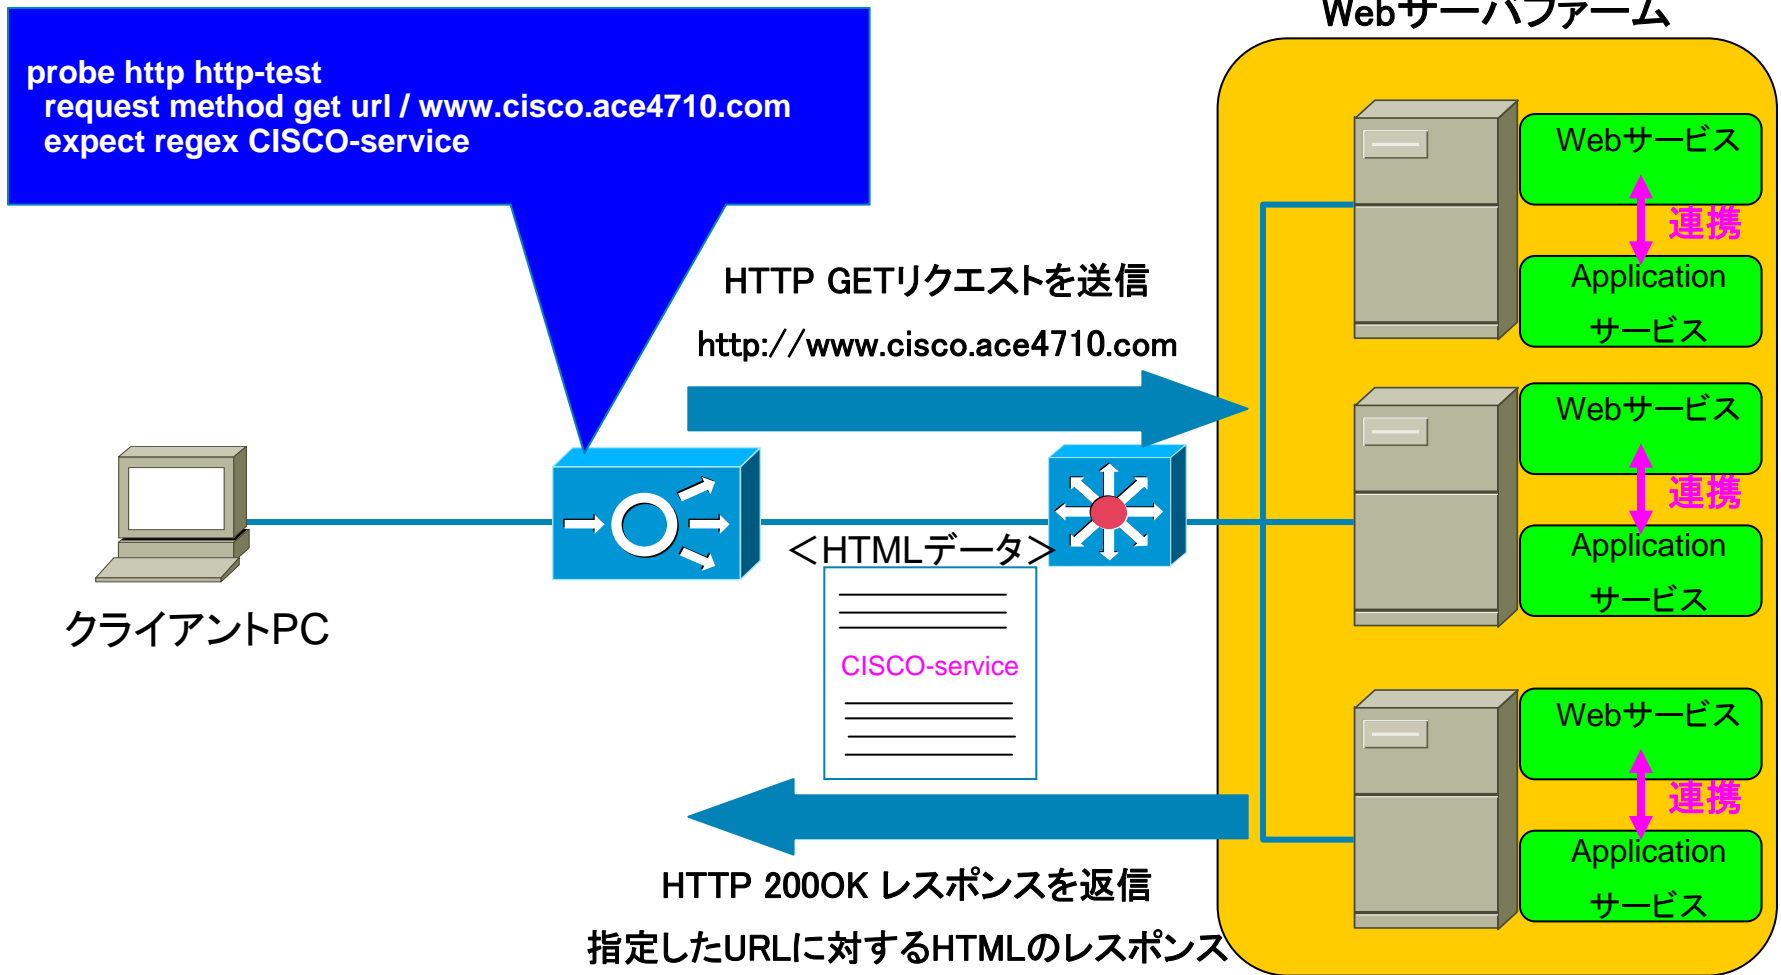 Webサーバファーム
probe http http-test
request method get url / www.cisco.ace4710.com
expect regex CISCO-service
HTTP GETリクエストを送信
http://www.cisco.ace4710.com
Webサービス
連携
Application
サービス
Webサービス
連携
Application
サービス
クライアントPC
＜HTMLデータ＞
CISCO-service
Webサービス
連携
Application
サービス
HTTP 200OK レスポンスを返信
指定したURLに対するHTMLのレスポンス